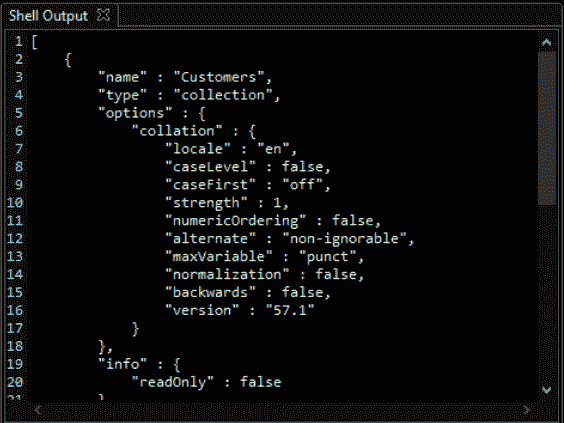 Shell Output
1 [
2     {
3         "name" : "Customers",
4         "type" : "collection",
5         "options" : {
6             "collation" : {
7                 "locale" : "en",
8                 "caseLevel" : false,
9                 "caseFirst" : "off",
10                 "strength" : 1,
11                 "numericOrdering" : false,
12                 "alternate" : "non-ignorable",
13                 "maxVariable" : "punct",
14                 "normalization" : false,
15                 "backwards" : false,
16                 "version" : "57.1"
17             }
18         },
19         "info" : {
20             "readOnly" : false
21         }